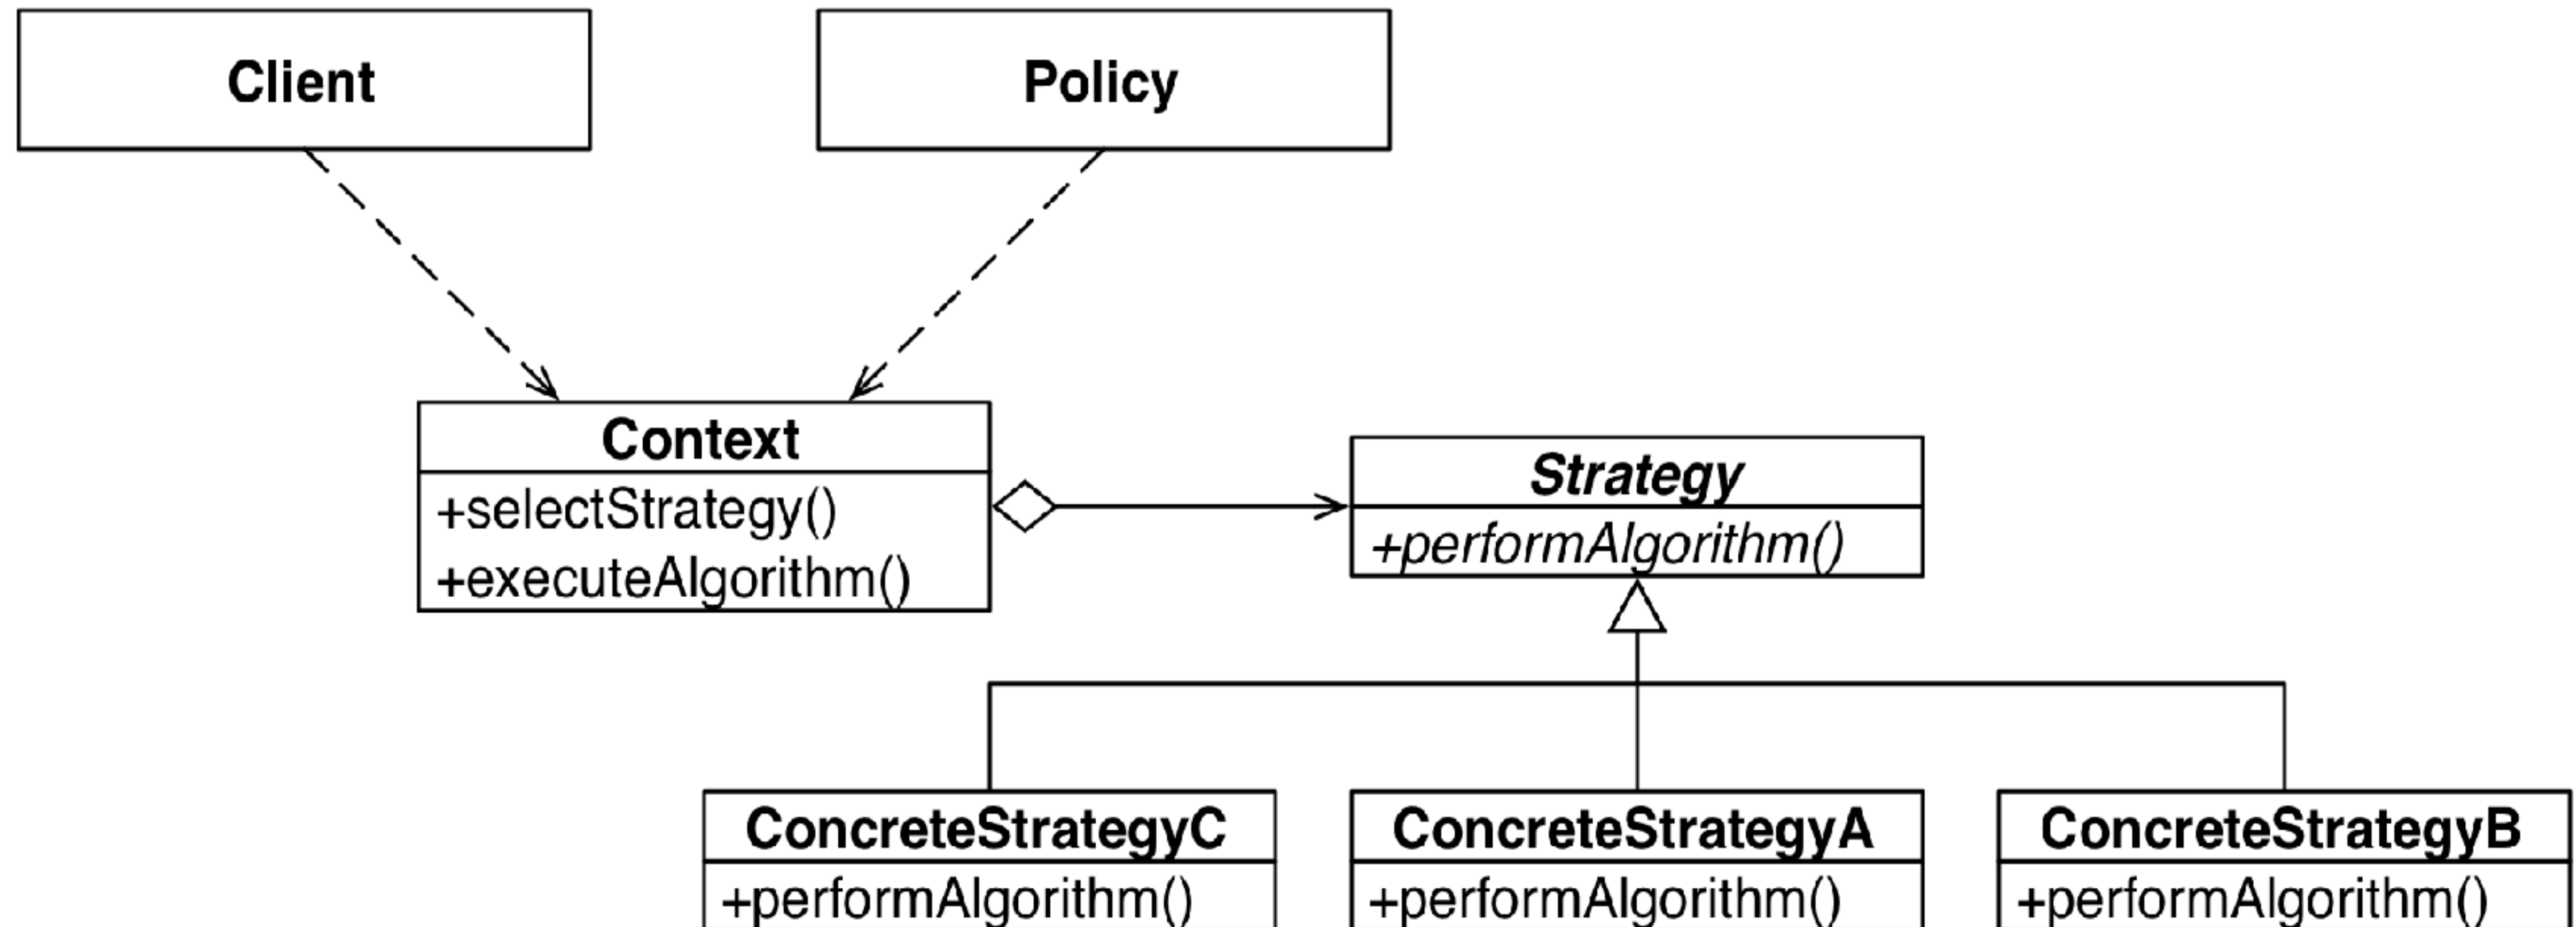 Client
Policy
Context
+selectStrategy()
+executeAlgorithm()
Strategy
+performAlgorithm()
ConcreteStrategyC
+performAlgorithm()
ConcreteStrategyA
+performAlgorithm()
ConcreteStrategyB
+performAlgorithm()